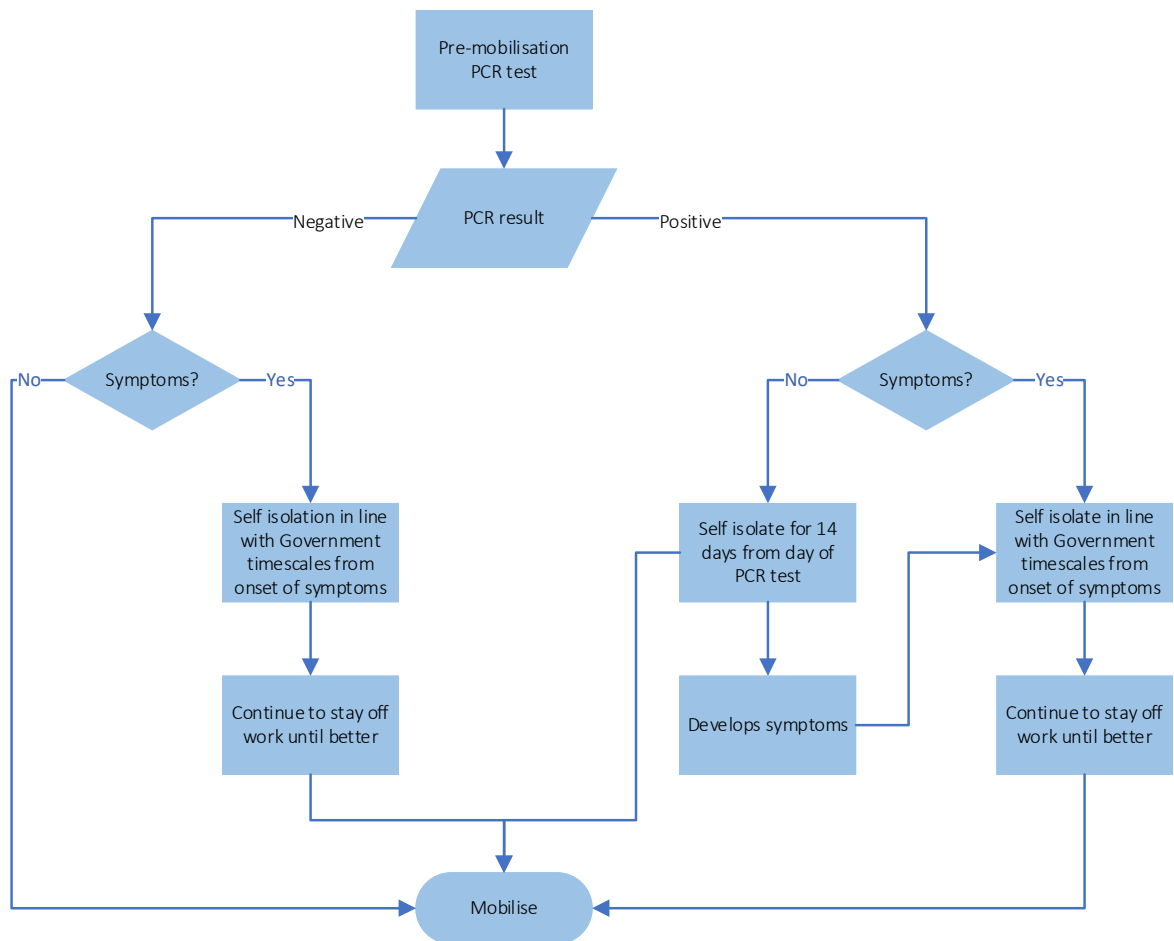 Pre-mobilisation
PCR test
PCR result
Negative
Positive
Symptoms?
No
Yes
Symptoms?
No
Yes
Self isolation in line
with Government
timescales from
onset of symptoms
Self isolate for 14
days from day of
PCR test
Self isolate in line
with Government
timescales from
onset of symptoms
Continue to stay off
work until better
Develops symptoms
Continue to stay off
work until better
Mobilise